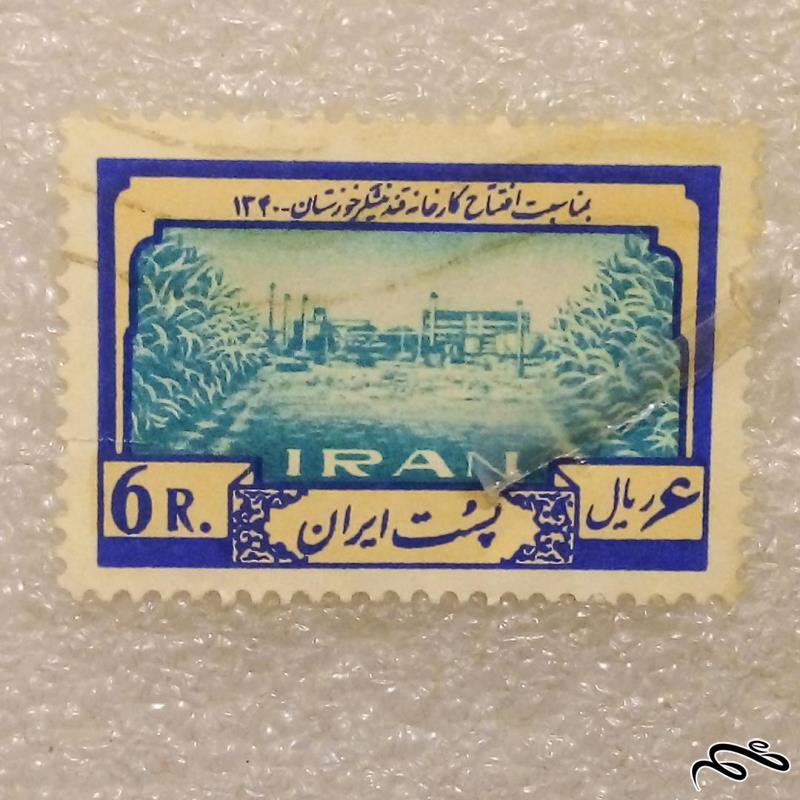 بمناسبت افتتاح کارخانه قند نیشکر خوزستان-۱۳۴۰
IRAN
6 R.
پست ایران
۶ ریال